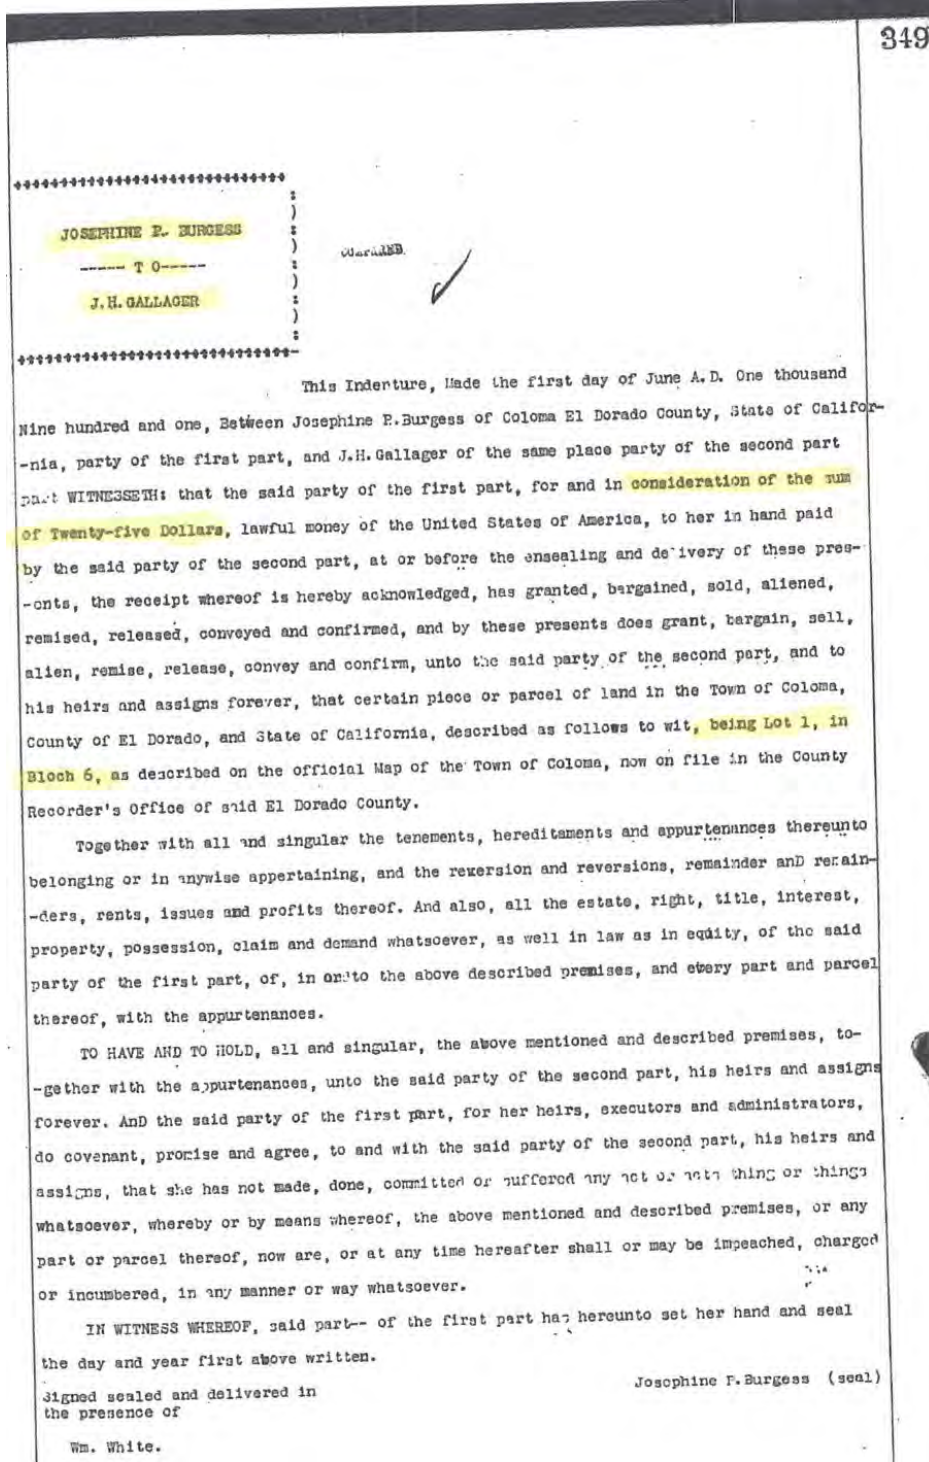 349
JOSEPHINE P. BURGESS
----- T O-----
J.H.GALLAGER
COMPARED.
This Indenture, Made the first day of June A.D. One thousand
Nine hundred and one, Between Josephine P.Burgess of Coloma El Dorado County, State of Califor-
-nia, party of the first part, and J.H.Gallager of the same place party of the second part
part WITNESSETH: that the said party of the first part, for and in consideration of the sum
of Twenty-five Dollars, lawful money of the United States of America, to her in hand paid
by the said party of the second part, at or before the ensealing and delivery of these pres-
-onts, the receipt whereof is hereby acknowledged, has granted, bargained, sold, aliened,
remised, released, conveyed and confirmed, and by these presents does grant, bargain, sell,
alien, remise, release, convey and confirm, unto the said party of the second part, and to
his heirs and assigns forever, that certain piece or parcel of land in the Town of Coloma,
County of El Dorado, and State of California, described as follows to wit, being Lot 1, in
Bloch 6, as described on the official Map of the Town of Coloma, now on file in the County
Recorder's Office of said El Dorado County.
Together with all and singular the tenements, hereditaments and appurtenances thereunto
belonging or in anywise appertaining, and the rexersion and reversions, remainder anD remain-
-ders, rents, issues and profits thereof. And also, all the estate, right, title, interest,
property, possession, claim and demand whatsoever, as well in law as in equity, of the said
party of the first part, of, in or to the above described premises, and every part and parcel
thereof, with the appurtenances.
TO HAVE AND TO HOLD, all and singular, the above mentioned and described premises, to-
-gether with the appurtenances, unto the said party of the second part, his heirs and assigns
forever. AnD the said party of the first part, for her heirs, executors and administrators,
do covenant, promise and agree, to and with the said party of the second part, his heirs and
assigns, that she has not made, done, committed or suffered any act or acts thing or things
whatsoever, whereby or by means whereof, the above mentioned and described premises, or any
part or parcel thereof, now are, or at any time hereafter shall or may be impeached, charged
or incumbered, in any manner or way whatsoever.
IN WITNESS WHEREOF, said part-- of the first part has hereunto set her hand and seal
the day and year first above written.
Signed sealed and delivered in
the presence of
Josephine P.Burgess (seal)
Wm. White.